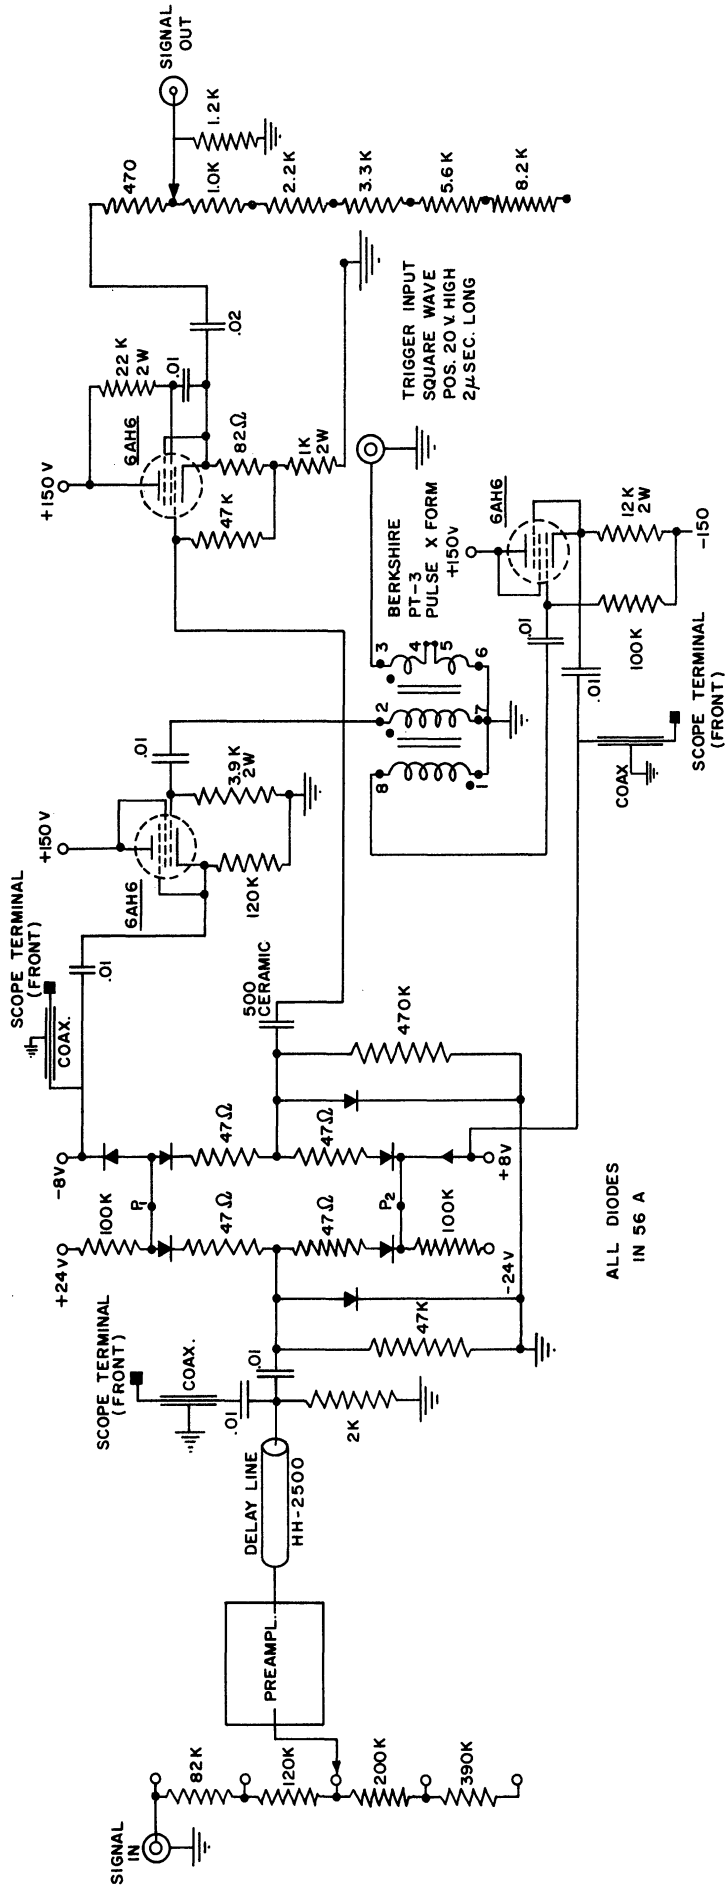 SIGNAL
IN
82K
120K
200K
390K
PREAMPL.
DELAY LINE
HH-2500
SCOPE TERMINAL
(FRONT)
COAX.
.01
2K
.01
47K
+24V
100K
P₁
47Ω
47Ω
P₂
100K
-24V
-8V
47Ω
47Ω
+8V
SCOPE TERMINAL
(FRONT)
COAX.
.01
500
CERAMIC
470K
ALL DIODES
IN 56 A
+150V
6AH6
120K
3.9K
2W
.01
8
1
2
7
3
4
5
6
BERKSHIRE
PT-3
PULSE X FORM
TRIGGER INPUT
SQUARE WAVE
POS. 20 V. HIGH
2μSEC. LONG
+150V
6AH6
.01
.01
100K
12K
2W
-150
COAX
SCOPE TERMINAL
(FRONT)
+150V
6AH6
22K
2W
.01
47K
82Ω
1K
2W
.02
470
1.0K
2.2K
3.3K
5.6K
8.2K
1.2K
SIGNAL
OUT